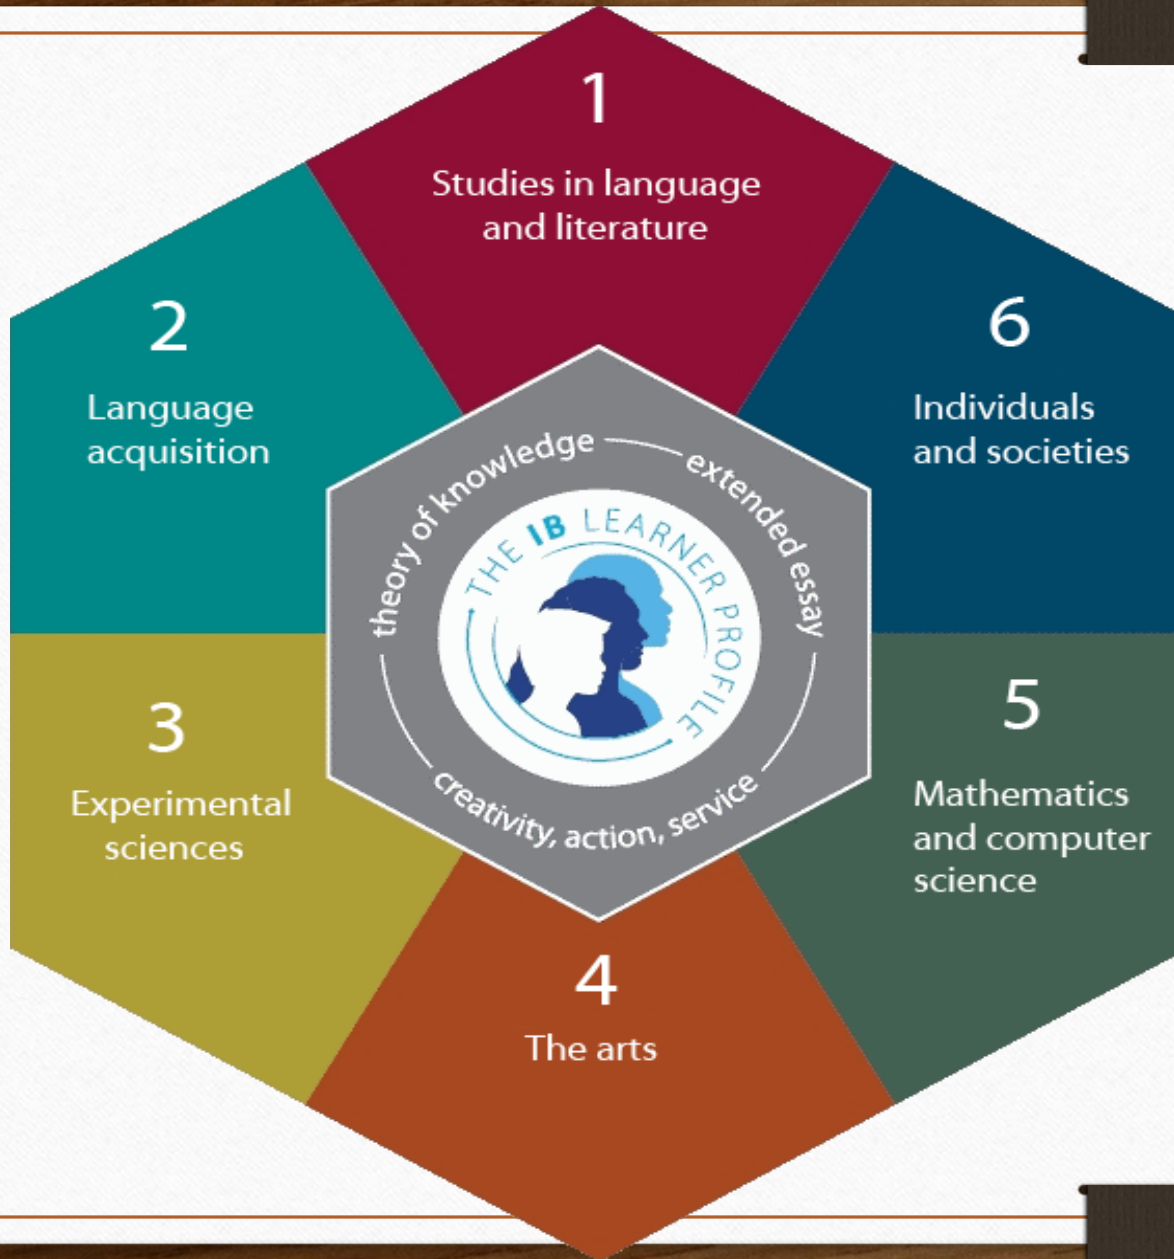 1
Studies in language
and literature
2
Language
acquisition
6
Individuals
and societies
theory of knowledge
extended essay
THE IB LEARNER PROFILE
creativity, action, service
3
Experimental
sciences
5
Mathematics
and computer
science
4
The arts